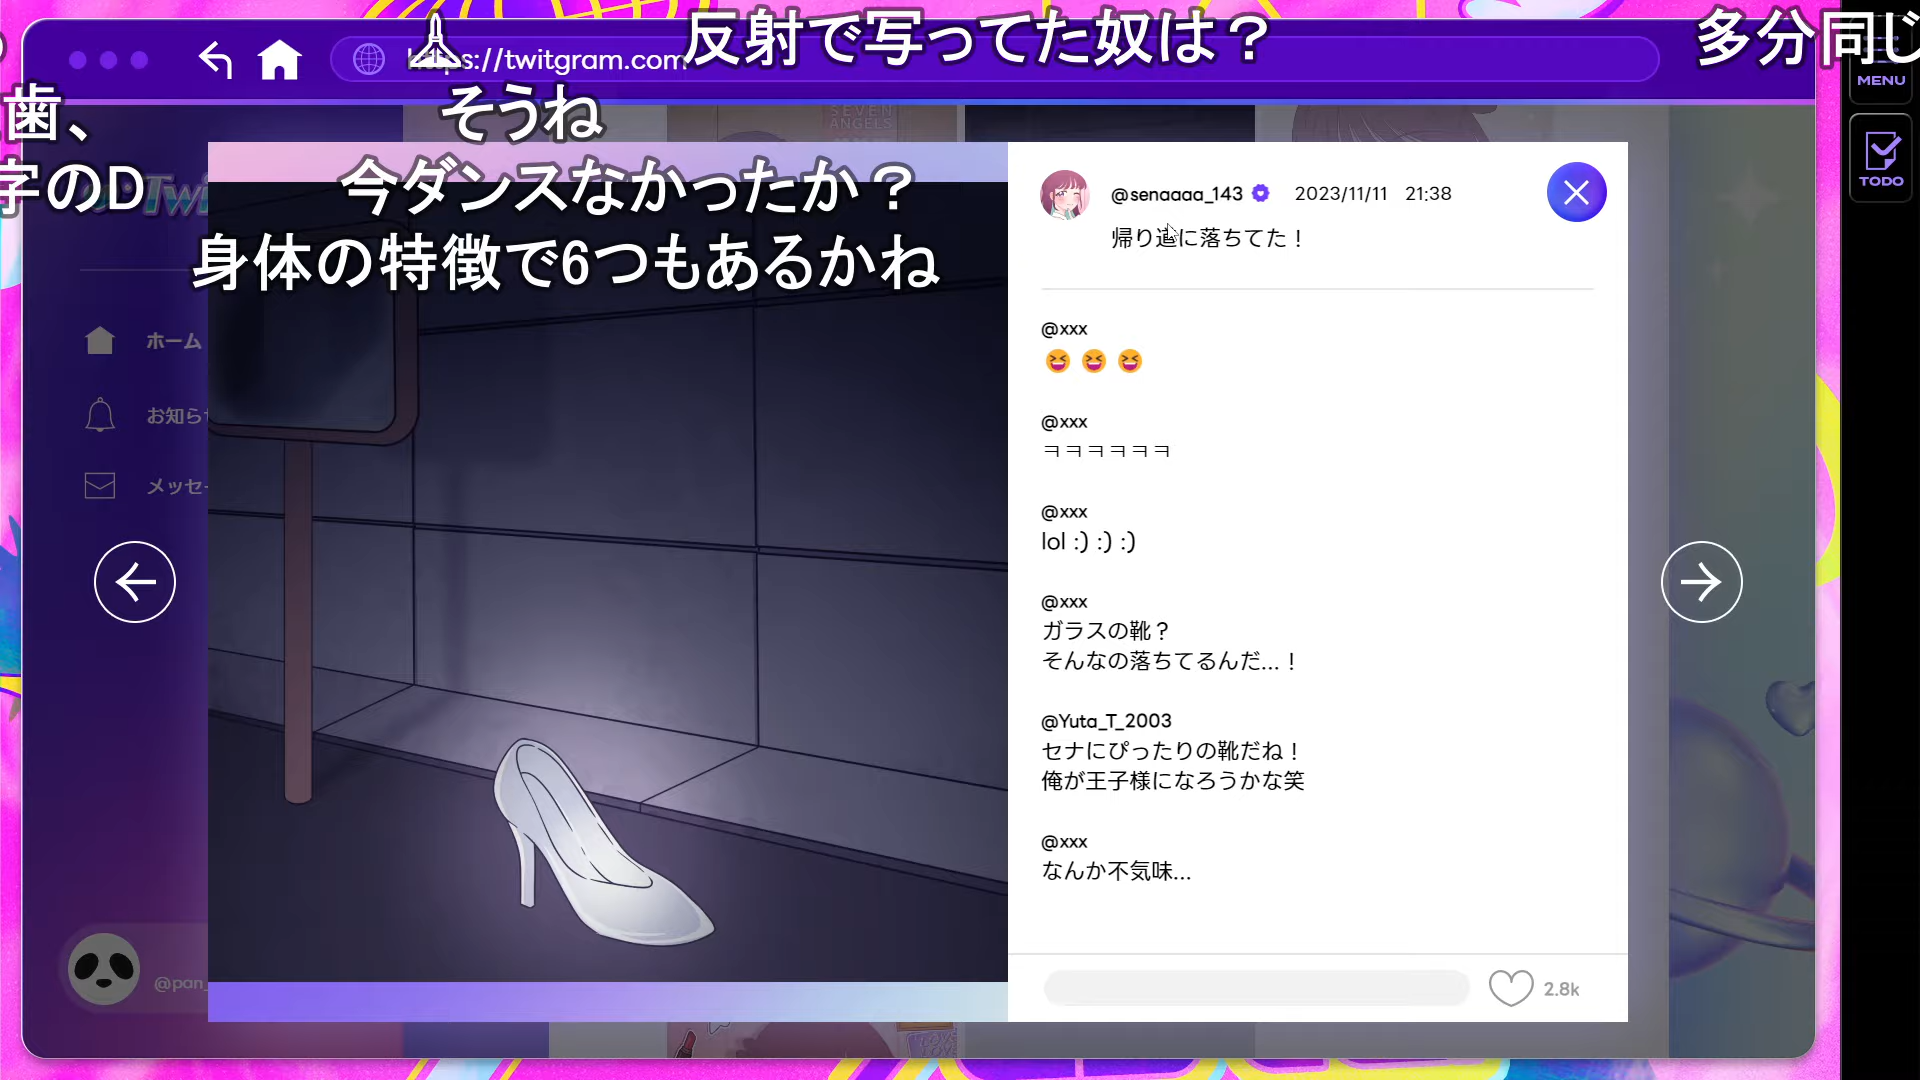 反射で写ってた奴は？
多分同じ
https://twitgram.com
MENU
歯、
そうね
字のD
今ダンスなかったか？
身体の特徴で6つもあるかね
TODO
SEVEN
ANGELS
Twi
ホーム
お知らせ
メッセー
@pan_
@senaaaa_143 2023/11/11 21:38
帰り道に落ちてた！
@xxx
😆 😆 😆
@xxx
ㅋㅋㅋㅋㅋㅋ
@xxx
lol :) :) :)
@xxx
ガラスの靴？
そんなの落ちてるんだ...！
@Yuta_T_2003
セナにぴったりの靴だね！
俺が王子様になろうかな笑
@xxx
なんか不気味...
2.8k